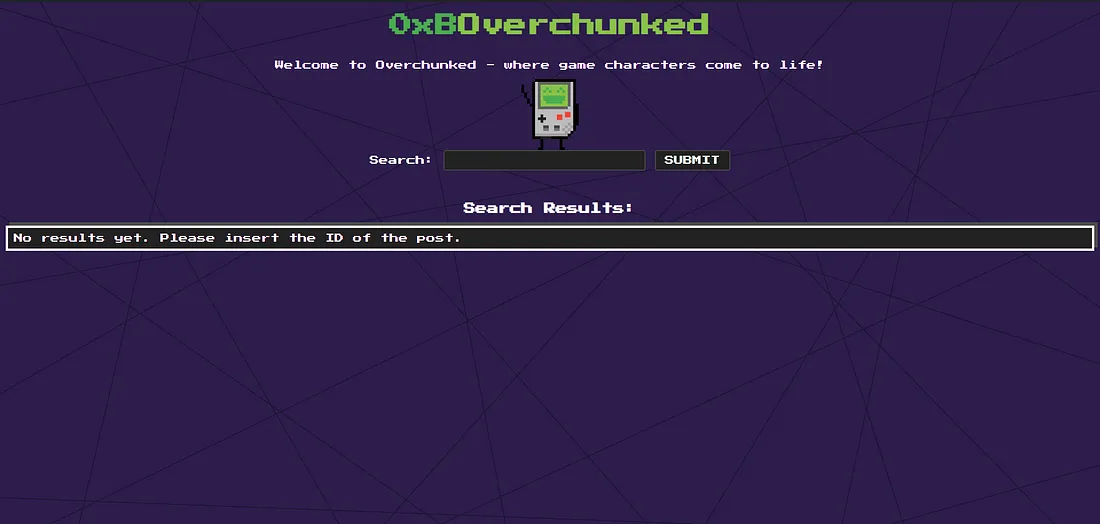 0xBOverchunked
Welcome to Overchunked - where game characters come to life!
Search: SUBMIT
Search Results:
No results yet. Please insert the ID of the post.